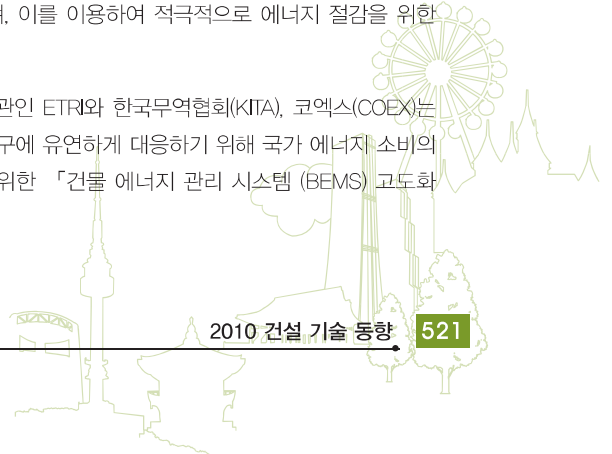 , 이를 이용하여 적극적으로 에너지 절감을 위한
관인 ETRI와 한국무역협회(KITA), 코엑스(COEX)는
구에 유연하게 대응하기 위해 국가 에너지 소비의
위한 「건물 에너지 관리 시스템 (BEMS) 고도화
2010 건설 기술 동향 521